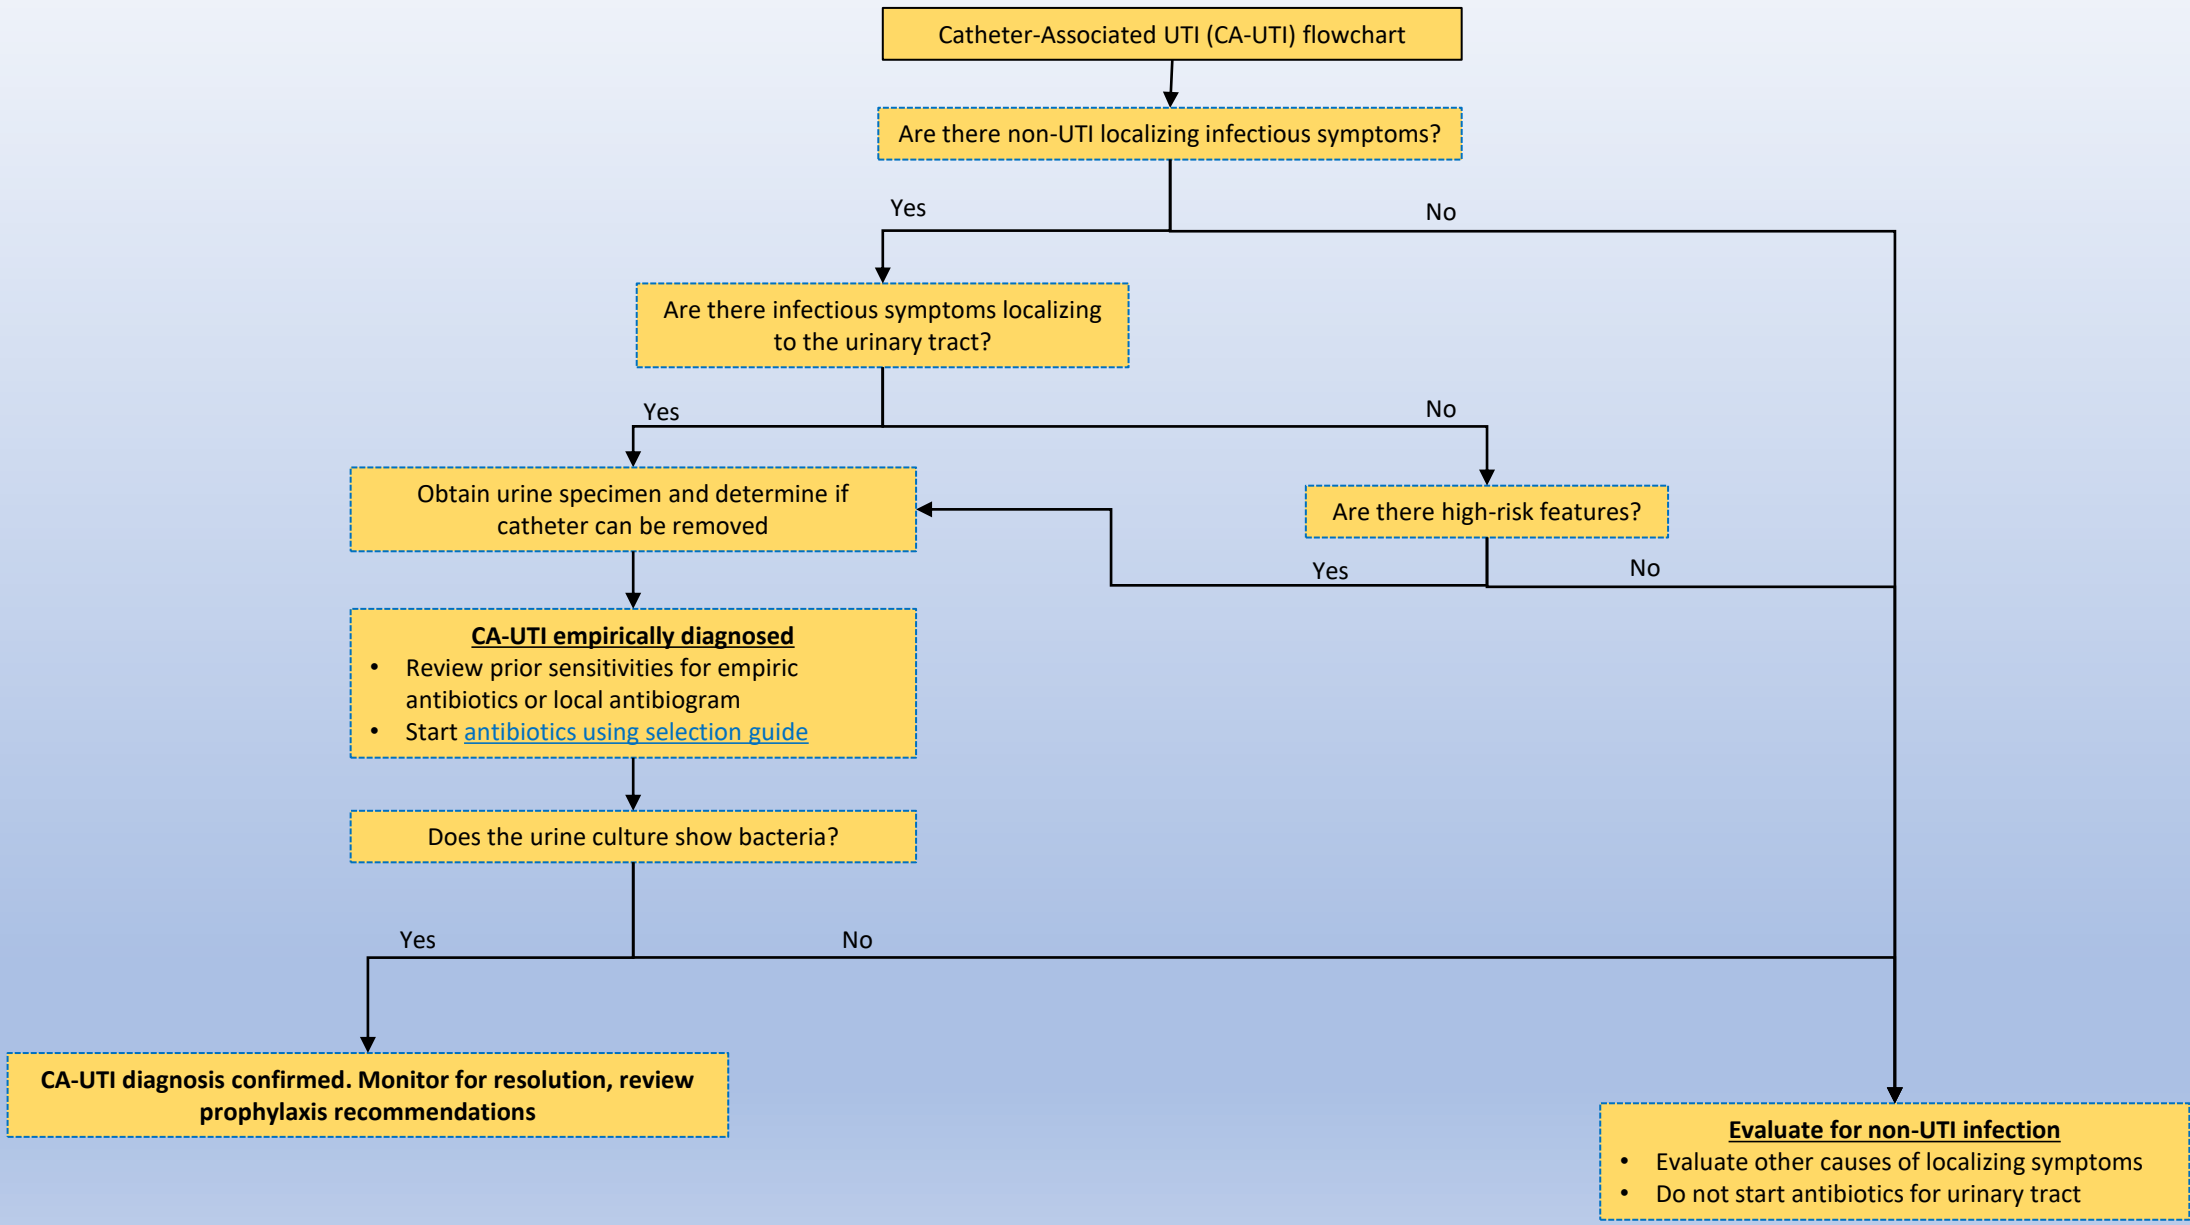 Catheter-Associated UTI (CA-UTI) flowchart
Are there non-UTI localizing infectious symptoms?
Yes
No
Are there infectious symptoms localizing
to the urinary tract?
Yes
No
Obtain urine specimen and determine if
catheter can be removed
Are there high-risk features?
Yes
No
CA-UTI empirically diagnosed
• Review prior sensitivities for empiric
antibiotics or local antibiogram
• Start antibiotics using selection guide
Does the urine culture show bacteria?
Yes
No
CA-UTI diagnosis confirmed. Monitor for resolution, review
prophylaxis recommendations
Evaluate for non-UTI infection
• Evaluate other causes of localizing symptoms
• Do not start antibiotics for urinary tract